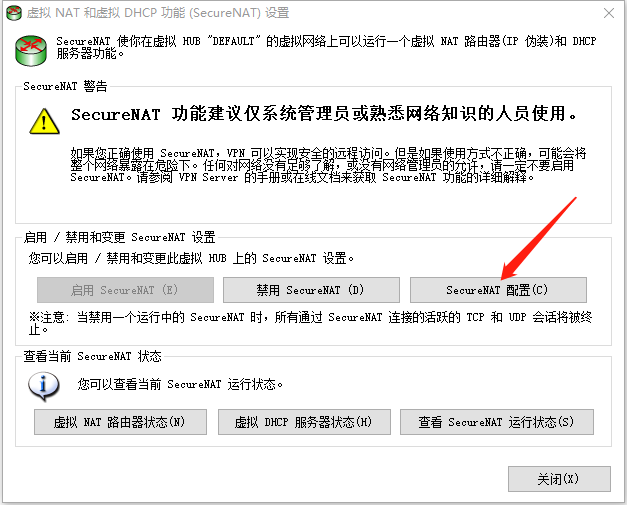 虚拟 NAT 和虚拟 DHCP 功能 (SecureNAT) 设置
SecureNAT 使你在虚拟 HUB "DEFAULT" 的虚拟网络上可以运行一个虚拟 NAT 路由器(IP 伪装)和 DHCP
服务器功能。
SecureNAT 警告
SecureNAT 功能建议仅系统管理员或熟悉网络知识的人员使用。
如果您正确使用 SecureNAT，VPN 可以实现安全的远程访问。但是如果使用方式不正确，可能会将
整个网络暴露在危险下。任何对网络没有足够了解，或没有网络管理员的允许，请一定不要启用
SecureNAT。请参阅 VPN Server 的手册或在线文档来获取 SecureNAT 功能的详细解释。
启用 / 禁用和变更 SecureNAT 设置
您可以启用 / 禁用和变更此虚拟 HUB 上的 SecureNAT 设置。
启用 SecureNAT (E)
禁用 SecureNAT (D)
SecureNAT 配置(C)
※注意: 当禁用一个运行中的 SecureNAT 时,所有通过 SecureNAT 连接的活跃的 TCP 和 UDP 会话将被终
止。
查看当前 SecureNAT 状态
您可以查看当前 SecureNAT 运行状态。
虚拟 NAT 路由器状态(N)
虚拟 DHCP 服务器状态(H)
查看 SecureNAT 运行状态(S)
关闭(X)